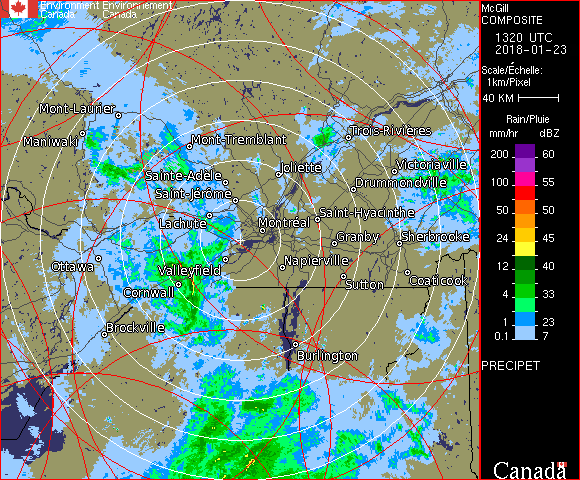 Environment Environnement
Canada Canada
McGill
COMPOSITE
1320 UTC
2018-01-23
Scale/Échelle:
1km/Pixel
40 KM
Rain/Pluie
mm/hr dBZ
200 60
100 55
50 50
24 45
12 40
4 33
1 23
0.1 7
PRECIPET
Canada
Mont-Laurier
Maniwaki
Mont-Tremblant
Trois-Rivières
Joliette
Victoriaville
Sainte-Adèle
Drummondville
Saint-Jérôme
Saint-Hyacinthe
Lachute
Montréal
Granby
Sherbrooke
Ottawa
Valleyfield
Napierville
Cornwall
Sutton
Coaticook
Brockville
Burlington